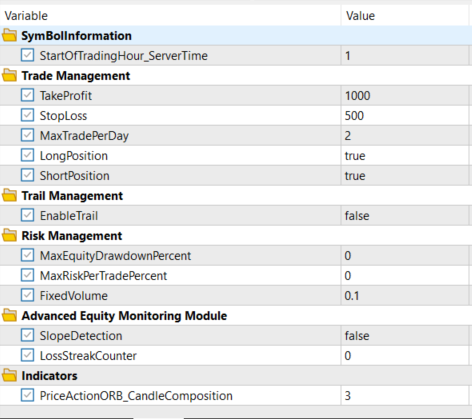 Variable Value
SymBolInformation
StartOfTradingHour_ServerTime 1
Trade Management
TakeProfit 1000
StopLoss 500
MaxTradePerDay 2
LongPosition true
ShortPosition true
Trail Management
EnableTrail false
Risk Management
MaxEquityDrawdownPercent 0
MaxRiskPerTradePercent 0
FixedVolume 0.1
Advanced Equity Monitoring Module
SlopeDetection false
LossStreakCounter 0
Indicators
PriceActionORB_CandleComposition 3